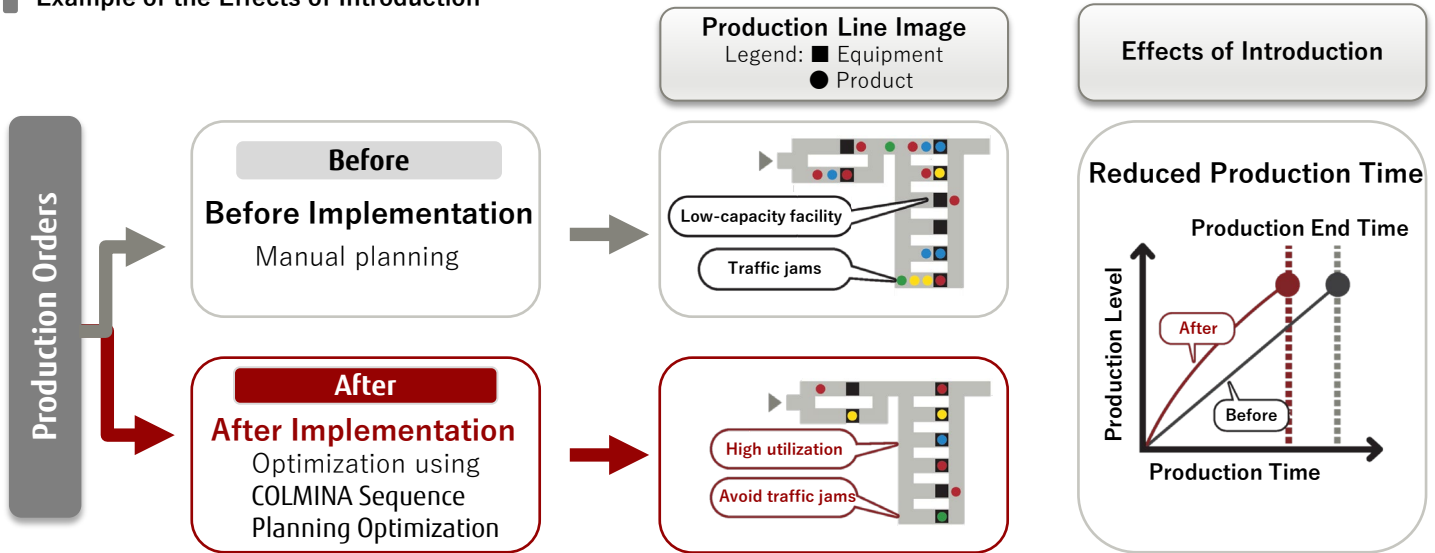 Example of the Effects of Introduction
Production Line Image
Legend: ■ Equipment
● Product
Effects of Introduction
Production Orders
Before
Before Implementation
Manual planning
Low-capacity facility
Traffic jams
After
After Implementation
Optimization using
COLMINA Sequence
Planning Optimization
High utilization
Avoid traffic jams
Reduced Production Time
Production End Time
Production Level
After
Before
Production Time